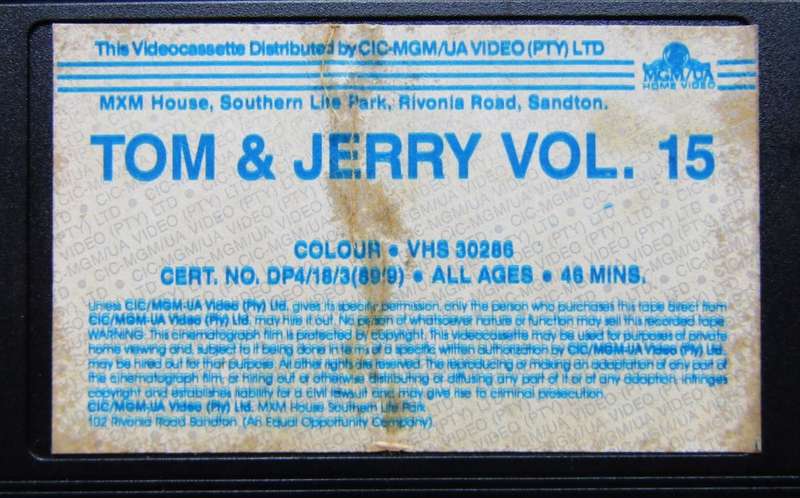 This Videocassette Distributed by CIC-MGM/UA VIDEO (PTY) LTD
MGM/UA
HOME VIDEO
MXM House, Southern Life Park, Rivonia Road, Sandton.
TOM & JERRY VOL. 15
COLOUR • VHS 30286
CERT. NO. DP4/18/3(89/9) • ALL AGES • 46 MINS.
Unless CIC/MGM-UA Video (Pty) Ltd. gives its specific permission, only the person who purchases this tape direct from
CIC/MGM-UA Video (Pty) Ltd. may hire it out. No person of whatsoever nature or function may sell this recorded tape.
WARNING: This cinematograph film is protected by copyright. This videocassette may be used for purposes of private
home viewing and, subject to it being done in terms of a specific written authorization by CIC/MGM-UA Video (Pty) Ltd.,
may be hired out for that purpose. All other rights are reserved. The reproducing or making an adaptation of any part of
the cinematograph film, or hiring out or otherwise distributing or diffusing any part of it or of any adaption, infringes
copyright and establishes liability for a civil lawsuit and may give rise to criminal prosecution.
CIC/MGM-UA Video (Pty) Ltd. MXM House Southern Life Park
102 Rivonia Road Sandton. (An Equal Opportunity Company).